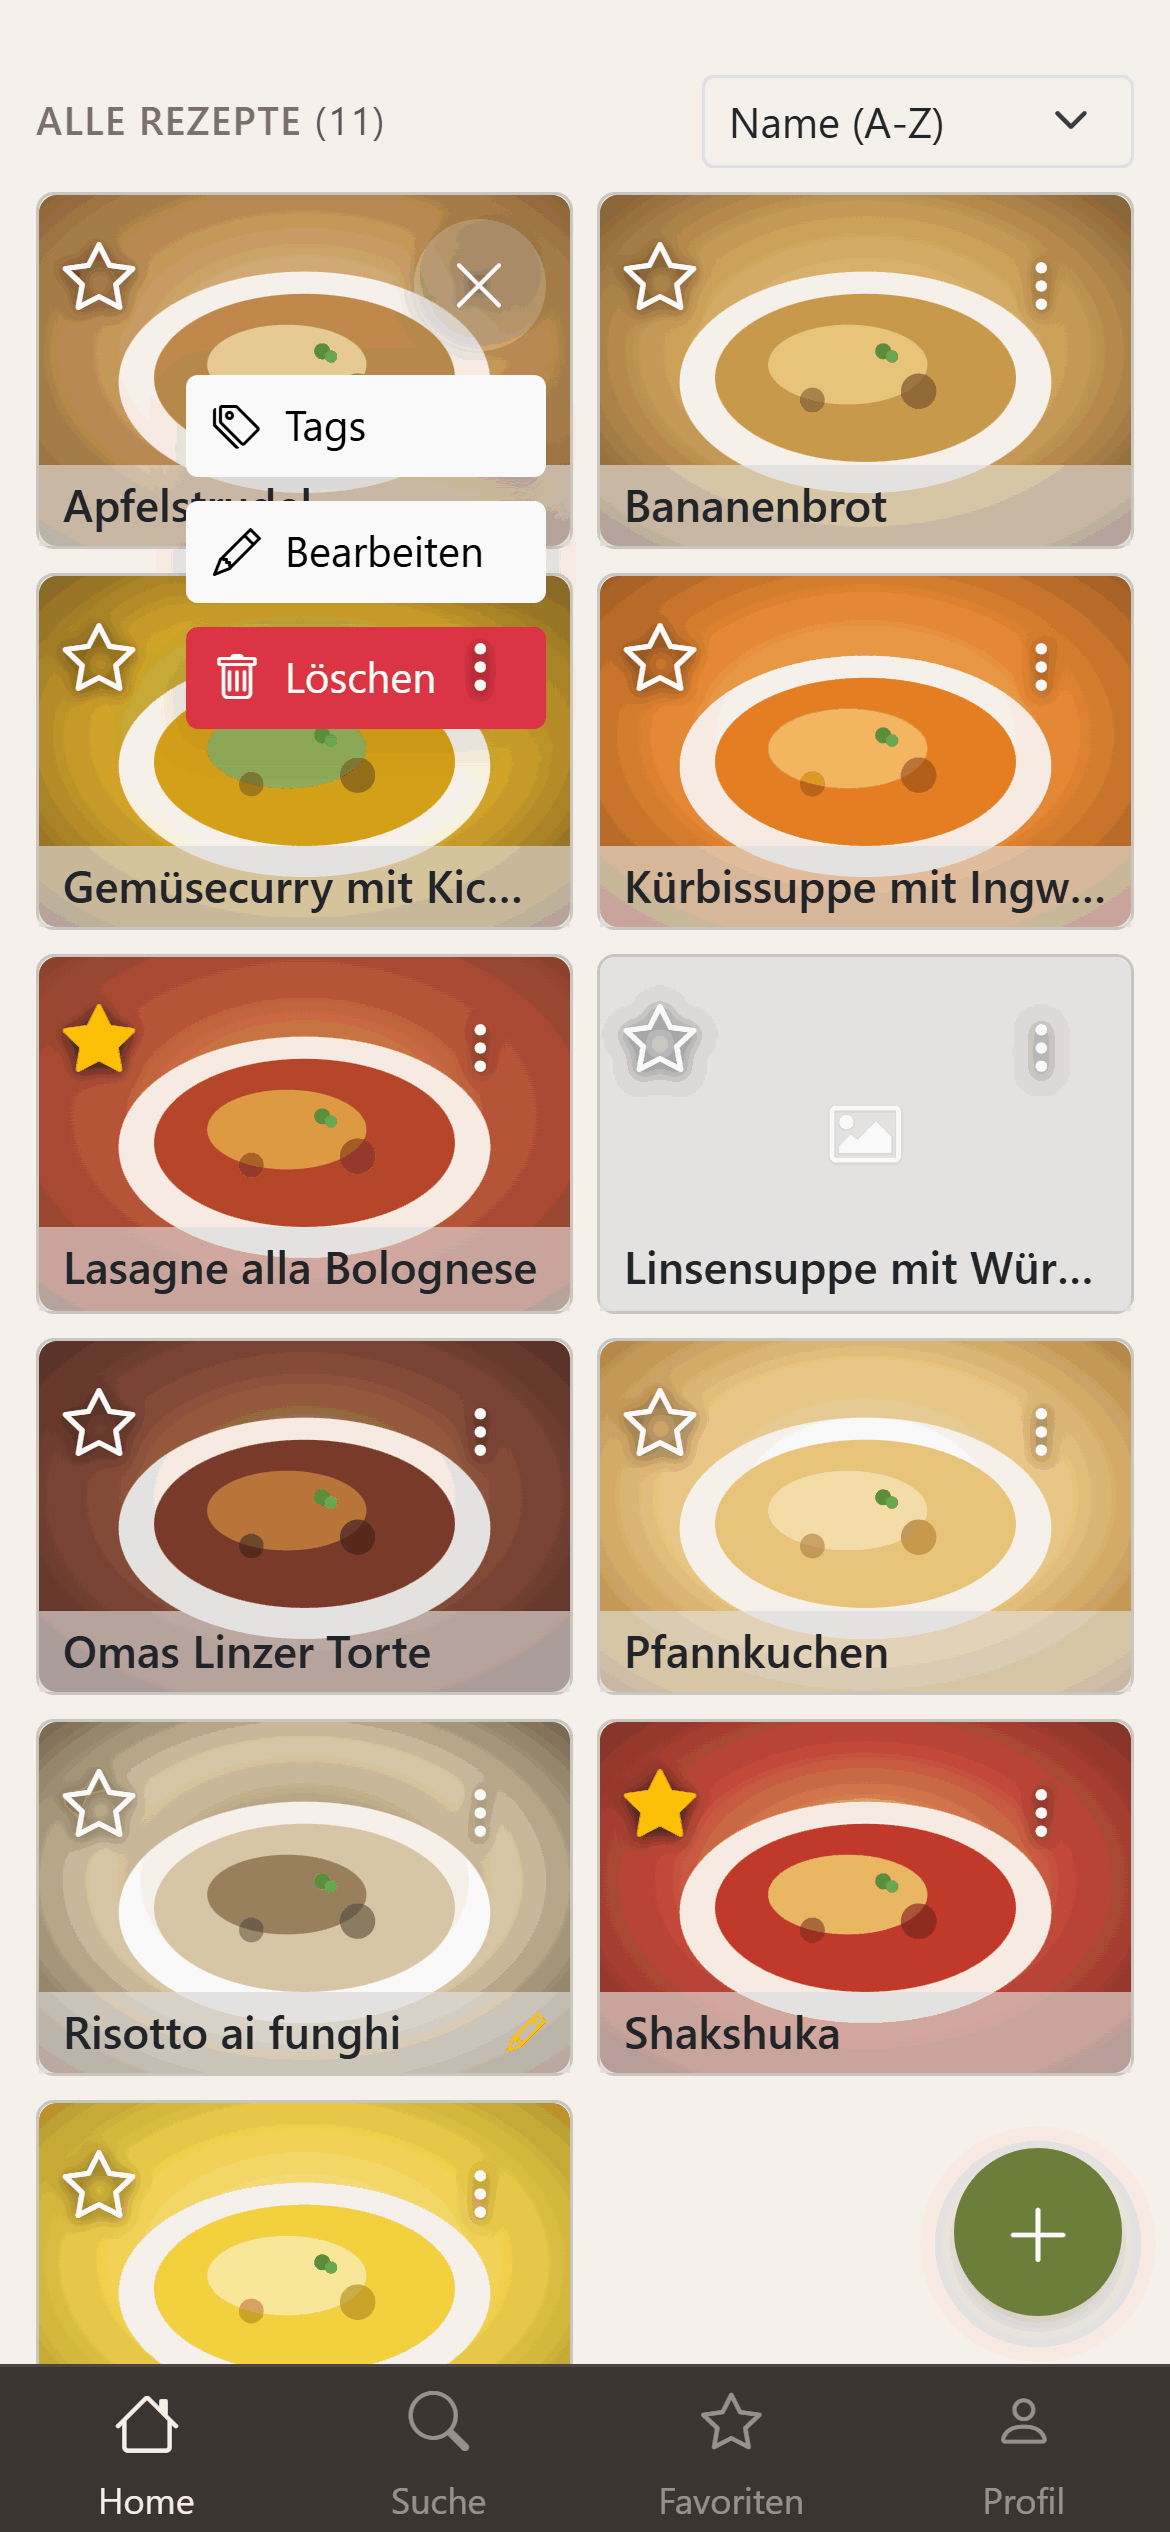 ALLE REZEPTE (11)
Name (A-Z)
Tags
Bananenbrot
Bearbeiten
Löschen
Gemüsecurry mit Kic...
Kürbissuppe mit Ingw...
Lasagne alla Bolognese
Linsensuppe mit Wür...
Omas Linzer Torte
Pfannkuchen
Risotto ai funghi
Shakshuka
Home
Suche
Favoriten
Profil